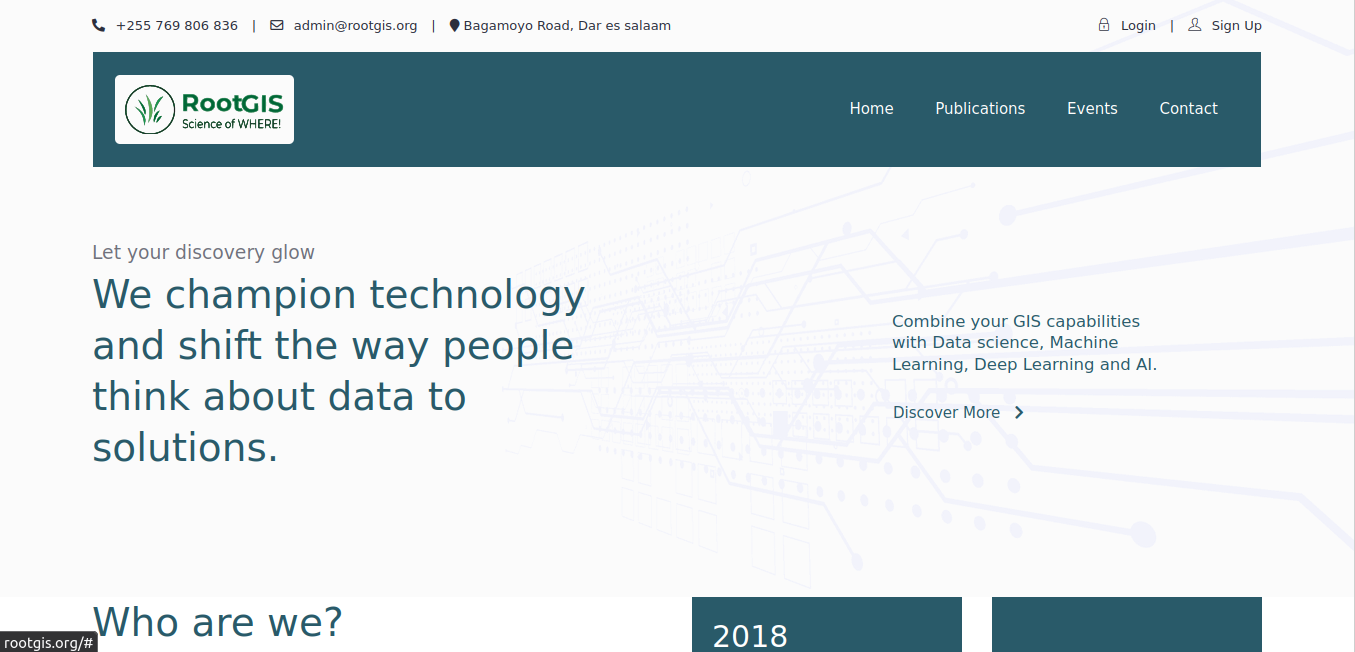 +255 769 806 836 | admin@rootgis.org | Bagamoyo Road, Dar es salaam
Login | Sign Up
RootGIS
Science of WHERE!
Home Publications Events Contact
Let your discovery glow
We champion technology
and shift the way people
think about data to
solutions.
Combine your GIS capabilities
with Data science, Machine
Learning, Deep Learning and AI.
Discover More
Who are we?
2018
rootgis.org/#